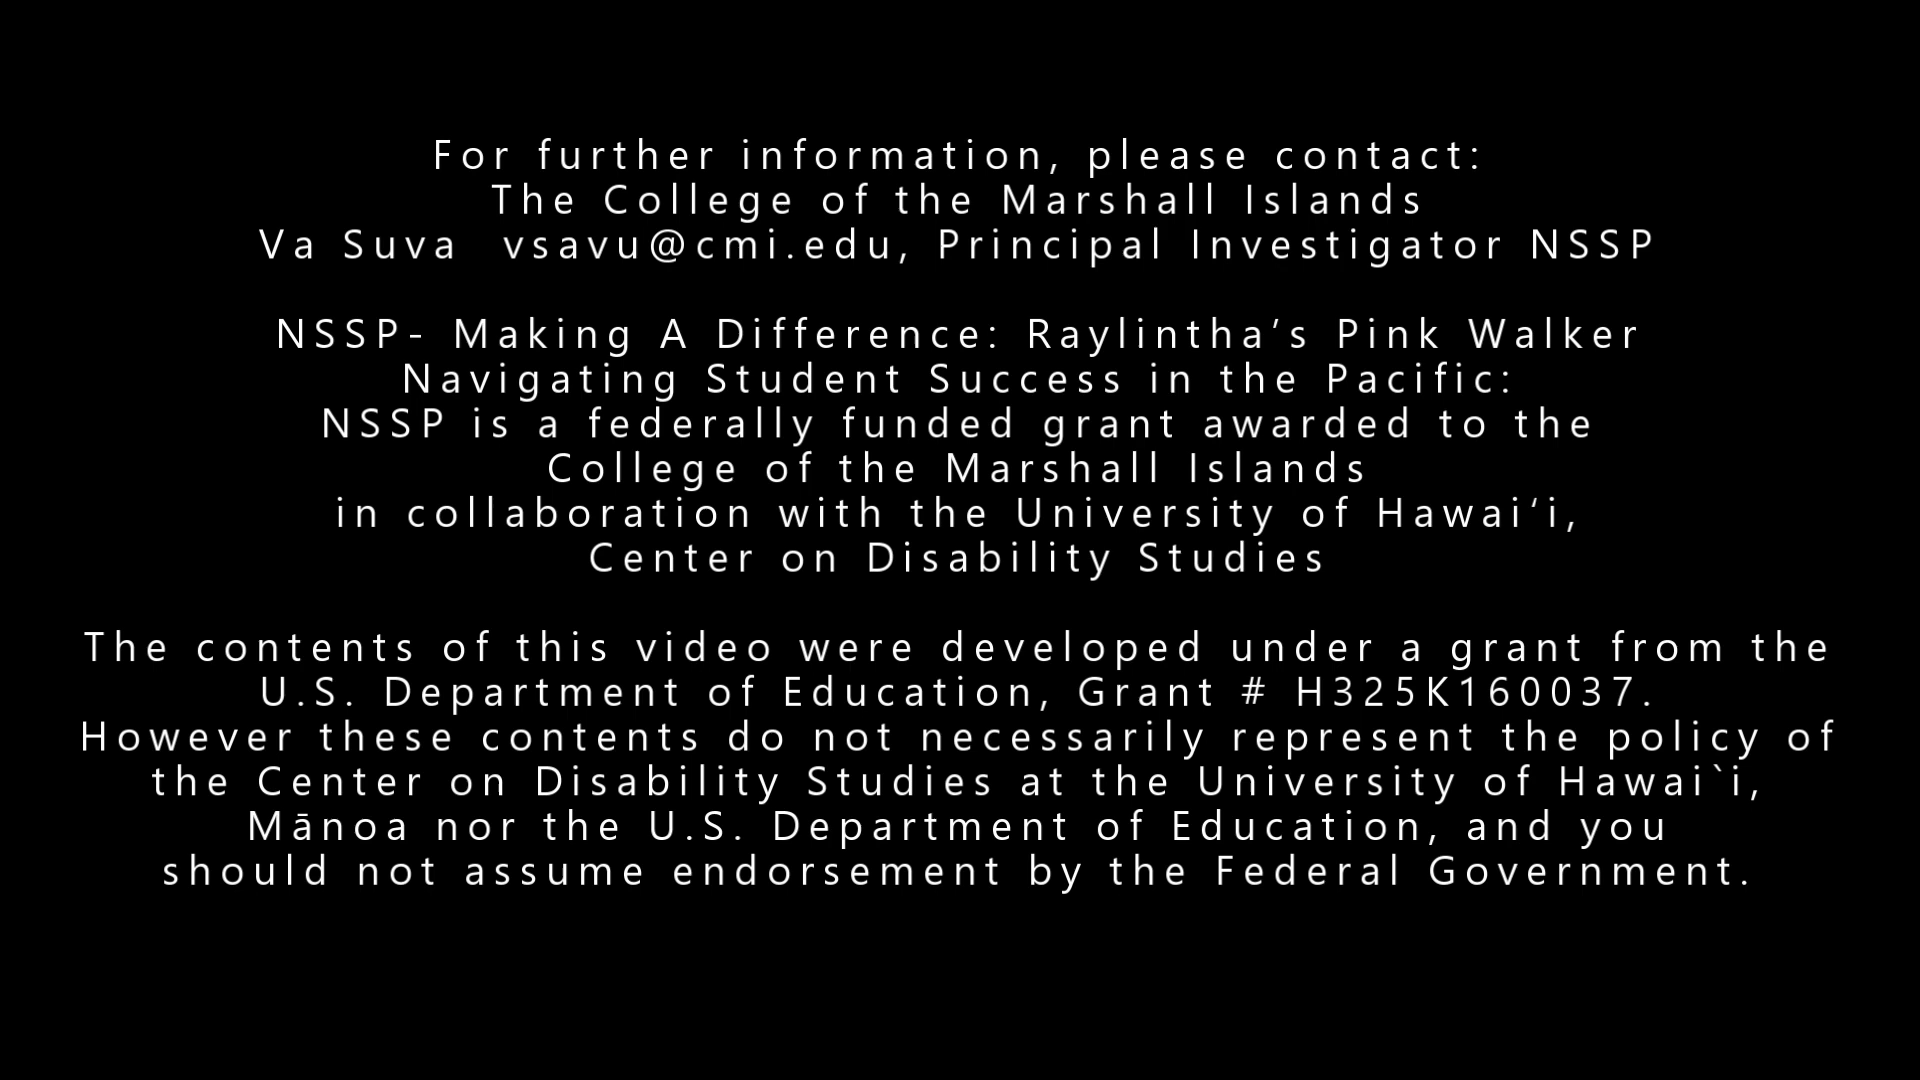 For further information, please contact:
The College of the Marshall Islands
Va Suva  vsavu@cmi.edu, Principal Investigator NSSP
NSSP- Making A Difference: Raylintha’s Pink Walker
Navigating Student Success in the Pacific:
NSSP is a federally funded grant awarded to the
College of the Marshall Islands
in collaboration with the University of Hawai‘i,
Center on Disability Studies
The contents of this video were developed under a grant from the
U.S. Department of Education, Grant # H325K160037.
However these contents do not necessarily represent the policy of
the Center on Disability Studies at the University of Hawai`i,
Mānoa nor the U.S. Department of Education, and you
should not assume endorsement by the Federal Government.